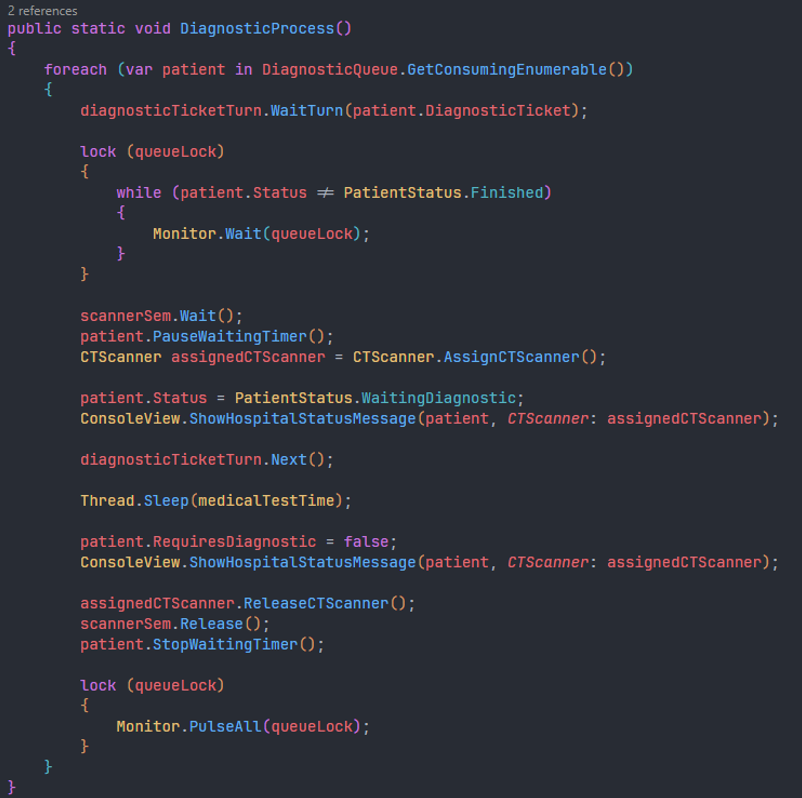 2 references
public static void DiagnosticProcess()
{
    foreach (var patient in DiagnosticQueue.GetConsumingEnumerable())
    {
        diagnosticTicketTurn.WaitTurn(patient.DiagnosticTicket);

        lock (queueLock)
        {
            while (patient.Status ≠ PatientStatus.Finished)
            {
                Monitor.Wait(queueLock);
            }
        }

        scannerSem.Wait();
        patient.PauseWaitingTimer();
        CTScanner assignedCTScanner = CTScanner.AssignCTScanner();

        patient.Status = PatientStatus.WaitingDiagnostic;
        ConsoleView.ShowHospitalStatusMessage(patient, CTScanner: assignedCTScanner);

        diagnosticTicketTurn.Next();

        Thread.Sleep(medicalTestTime);

        patient.RequiresDiagnostic = false;
        ConsoleView.ShowHospitalStatusMessage(patient, CTScanner: assignedCTScanner);

        assignedCTScanner.ReleaseCTScanner();
        scannerSem.Release();
        patient.StopWaitingTimer();

        lock (queueLock)
        {
            Monitor.PulseAll(queueLock);
        }
    }
}